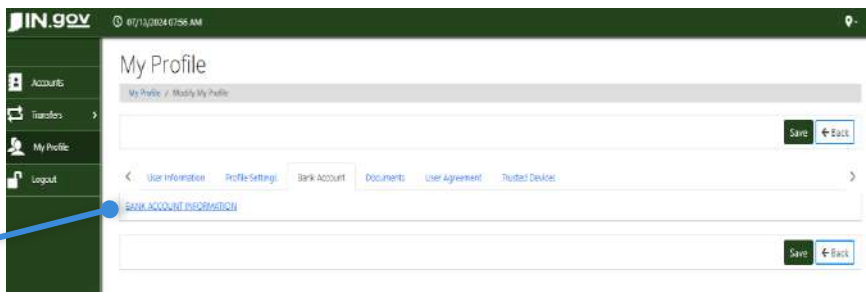 IN.gov
07/13/2024 07:56 AM
My Profile
My Profile / Modify My Profile
Accounts
Transfers
My Profile
Logout
Save
Back
User Information Profile Settings Bank Account Documents User Agreement Trusted Devices
BANK ACCOUNT INFORMATION
Save
Back